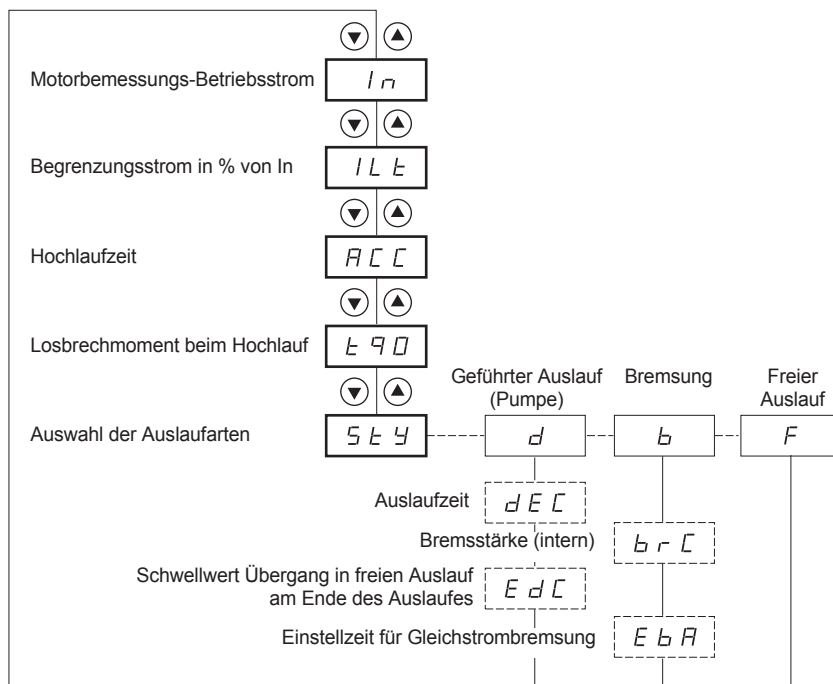 Motorbemessungs-Betriebsstrom
In
Begrenzungsstrom in % von In
ILt
Hochlaufzeit
ACC
Losbrechmoment beim Hochlauf
tq0
Geführter Auslauf
(Pumpe)
Bremsung
Freier
Auslauf
Auswahl der Auslaufarten
StY
d
b
F
Auslaufzeit
dEC
Bremsstärke (intern)
brC
Schwellwert Übergang in freien Auslauf
am Ende des Auslaufes
EdC
Einstellzeit für Gleichstrombremsung
EbA